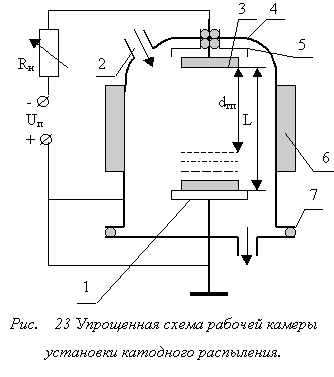 3
4
5
2
Rн
dтп
L
-
Uп
+
6
7
1
Рис. 23 Упрощенная схема рабочей камеры
установки катодного распыления.